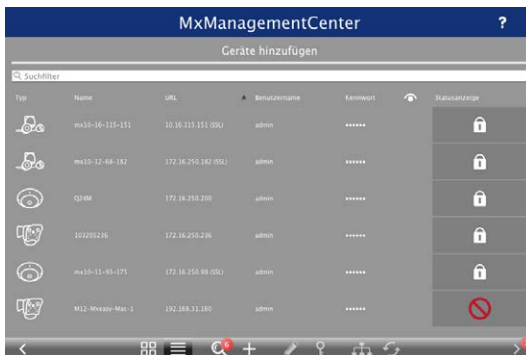 MxManagementCenter ?
Geräte hinzufügen
Suchfilter
Typ Name URL Benutzername Kennwort Statusanzeige
mx10-16-115-151 10.16.115.151 (SSL) admin ••••••
mx10-12-68-182 172.16.250.182 (SSL) admin ••••••
Q24M 172.16.250.200 admin ••••••
103205236 172.16.250.236 admin ••••••
mx10-11-93-175 172.16.250.99 (SSL) admin ••••••
M12-Mxeasy-Mac-1 192.168.31.160 admin ••••••
6